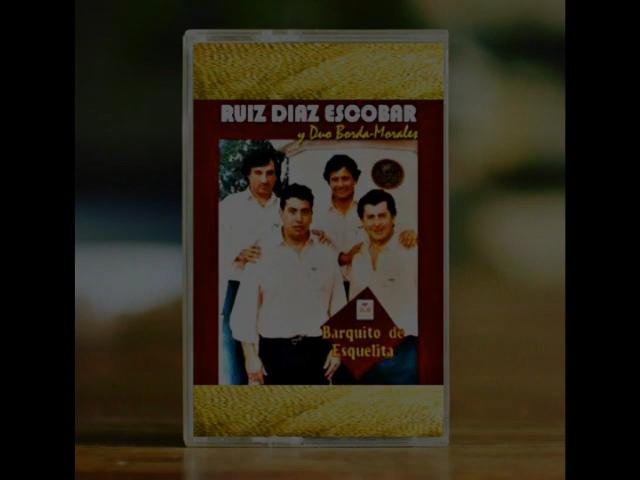 RUIZ DIAZ ESCOBAR
y Duo Borda-Morales
Barquito de
Esquelita